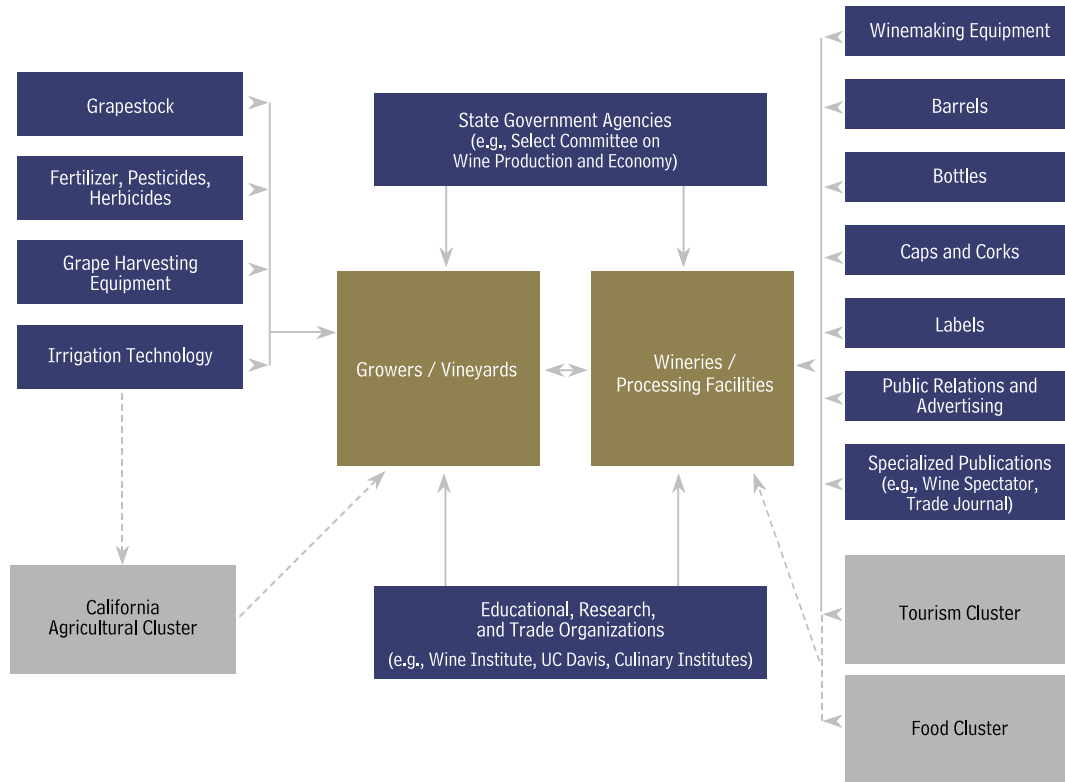 Grapestock
Fertilizer, Pesticides,
Herbicides
Grape Harvesting
Equipment
Irrigation Technology
California
Agricultural Cluster
State Government Agencies
(e.g., Select Committee on
Wine Production and Economy)
Growers / Vineyards
Wineries /
Processing Facilities
Educational, Research,
and Trade Organizations
(e.g., Wine Institute, UC Davis, Culinary Institutes)
Winemaking Equipment
Barrels
Bottles
Caps and Corks
Labels
Public Relations and
Advertising
Specialized Publications
(e.g., Wine Spectator,
Trade Journal)
Tourism Cluster
Food Cluster